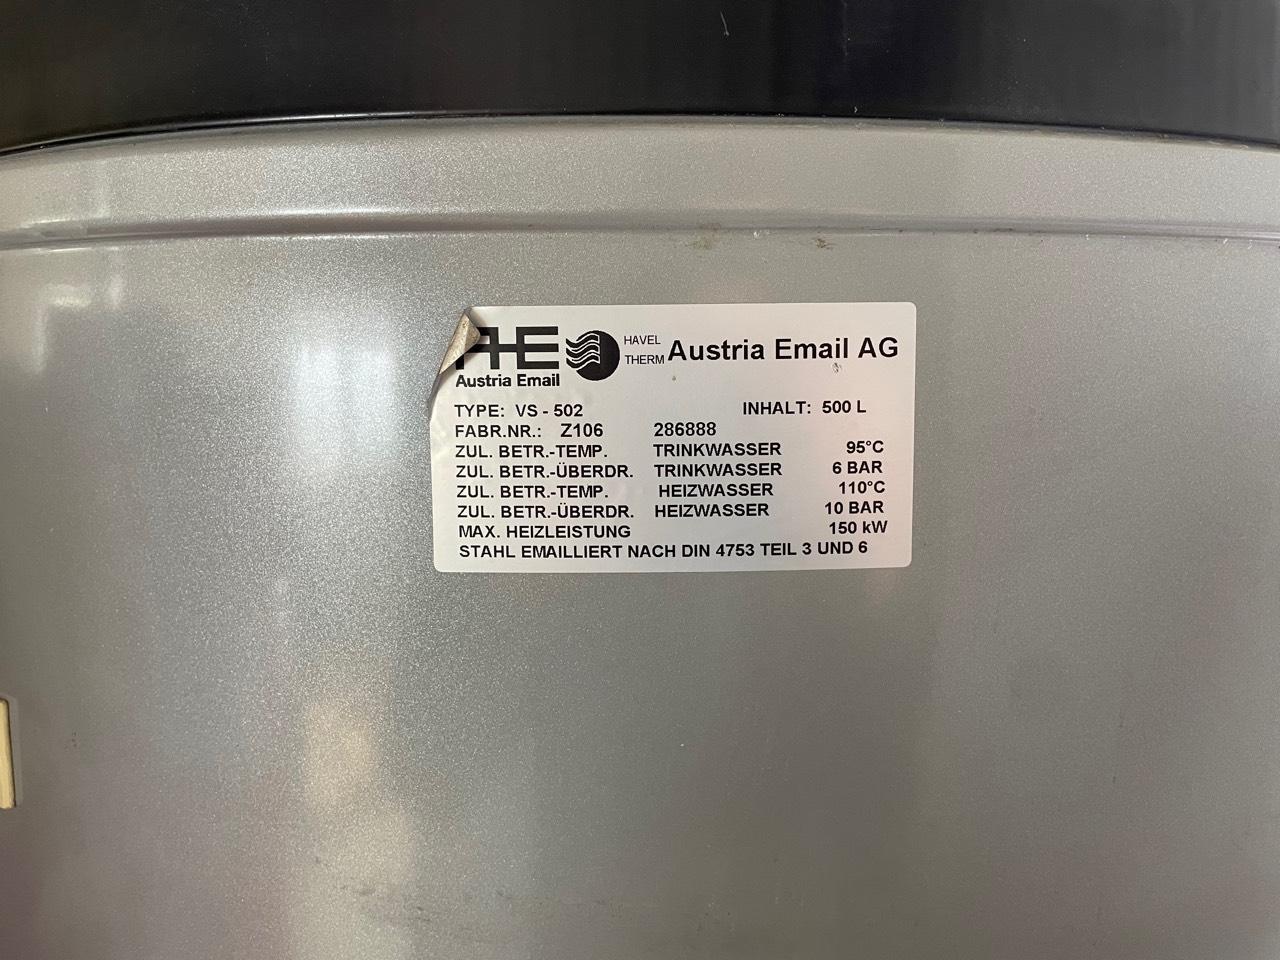 AHE
Austria Email
HAVEL
THERM
Austria Email AG
TYPE: VS - 502 INHALT: 500 L
FABR.NR.: Z106 286888
ZUL. BETR.-TEMP. TRINKWASSER 95°C
ZUL. BETR.-ÜBERDR. TRINKWASSER 6 BAR
ZUL. BETR.-TEMP. HEIZWASSER 110°C
ZUL. BETR.-ÜBERDR. HEIZWASSER 10 BAR
MAX. HEIZLEISTUNG 150 kW
STAHL EMAILLIERT NACH DIN 4753 TEIL 3 UND 6